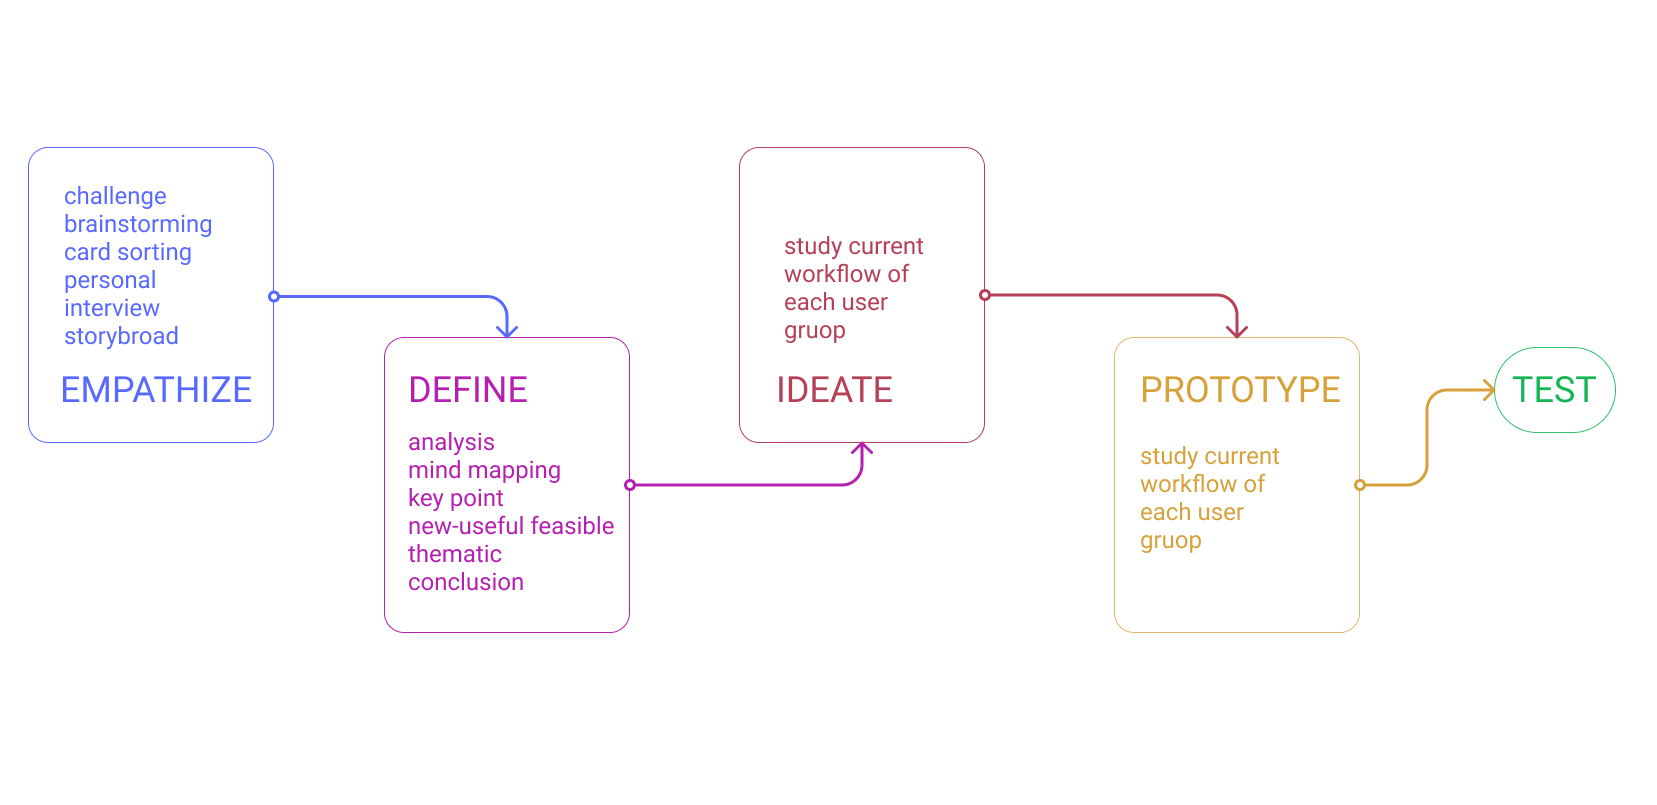 challenge
brainstorming
card sorting
personal
interview
storybroad
EMPATHIZE
DEFINE
analysis
mind mapping
key point
new-useful feasible
thematic
conclusion
study current
workflow of
each user
gruop
IDEATE
PROTOTYPE
study current
workflow of
each user
gruop
TEST